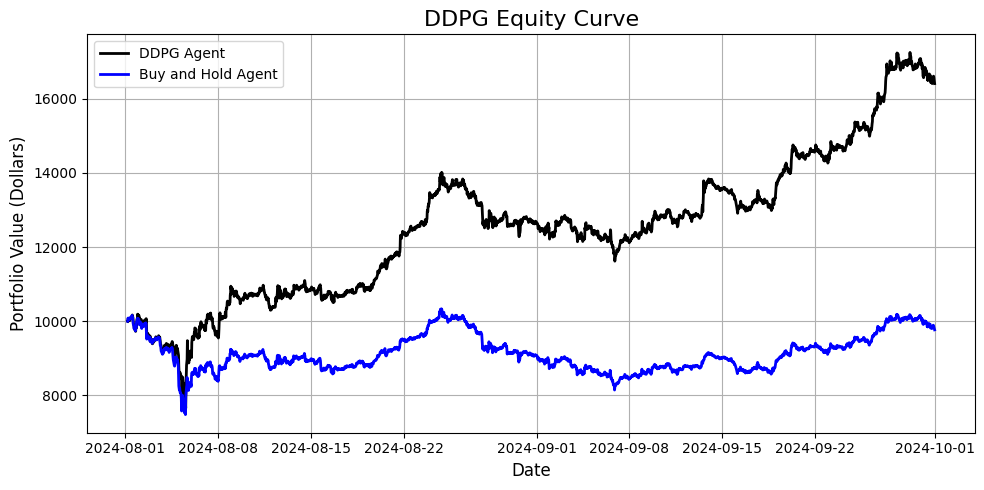 DDPG Equity Curve
DDPG Agent
Buy and Hold Agent
Portfolio Value (Dollars)
16000
14000
12000
10000
8000
2024-08-01 2024-08-08 2024-08-15 2024-08-22 2024-09-01 2024-09-08 2024-09-15 2024-09-22 2024-10-01
Date